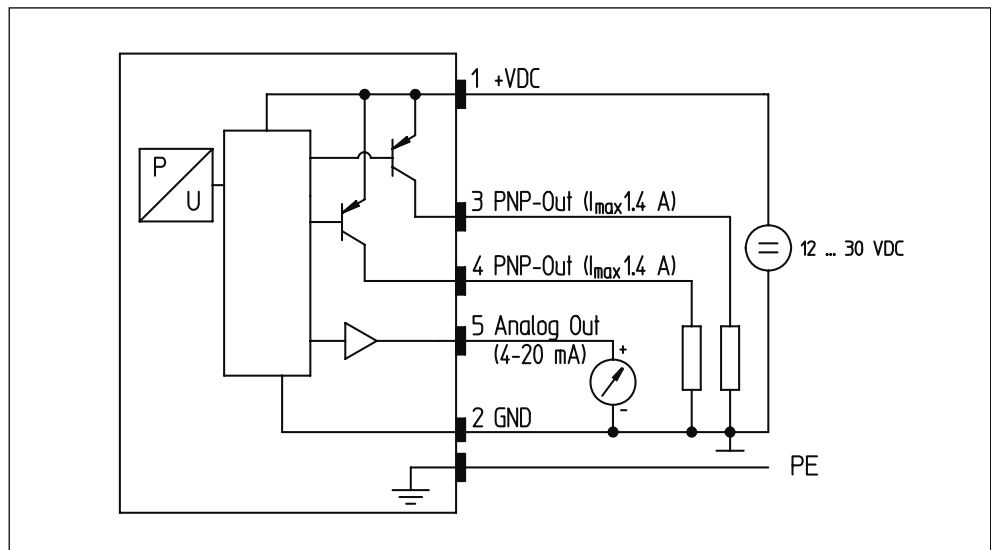 1 +VDC
P
U
3 PNP-Out (Imax1.4 A)
12 ... 30 VDC
4 PNP-Out (Imax1.4 A)
5 Analog Out
(4-20 mA)
+
-
2 GND
PE